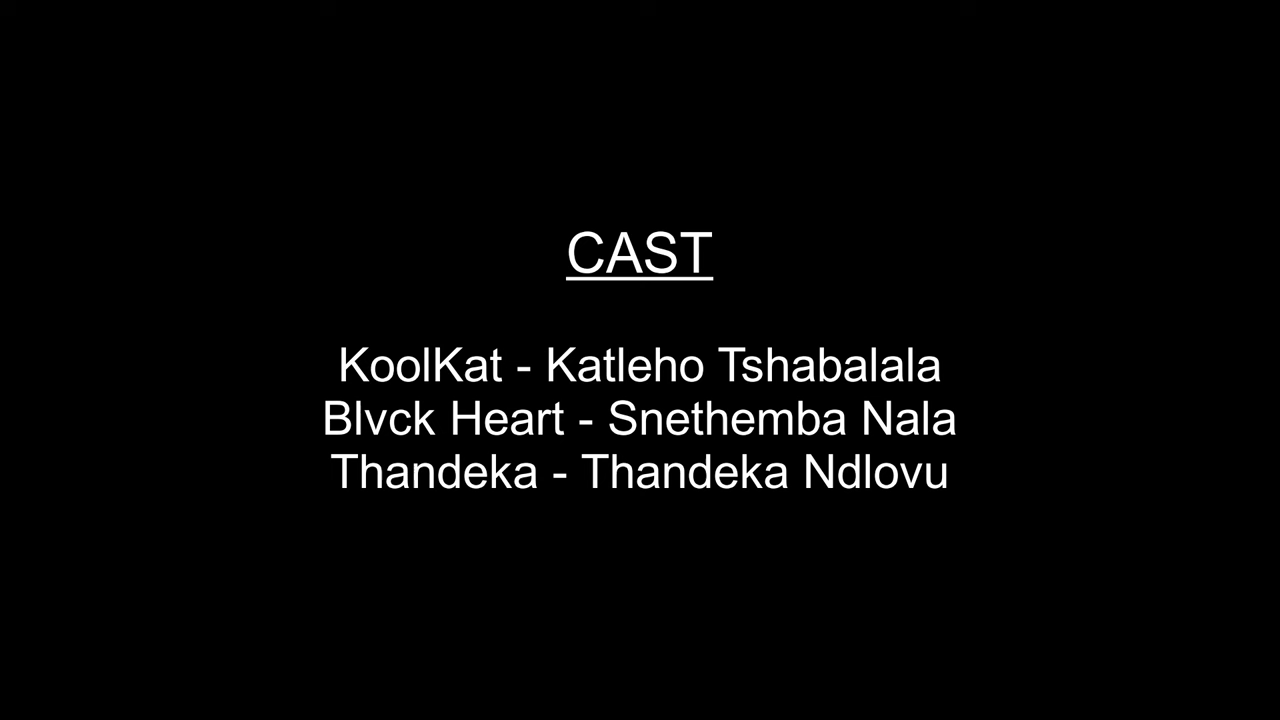 CAST
KoolKat - Katleho Tshabalala
Blvck Heart - Snethemba Nala
Thandeka - Thandeka Ndlovu